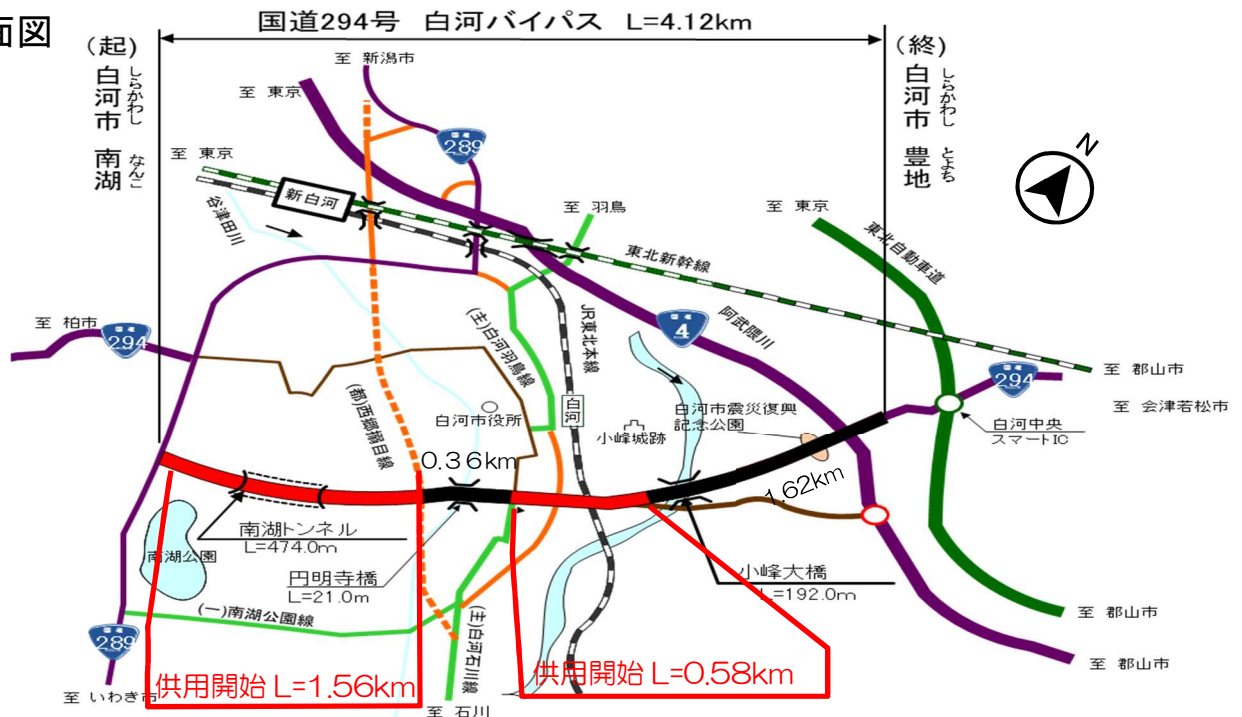 面図
国道294号 白河バイパス L=4.12km
(起)
白河市 南湖
しらかわし なんこ
(終)
白河市 豊地
しらかわし とよち
N
至 新潟市
至 東京
289
至 東京
新白河
谷津田川
至 羽鳥
至 東京
東北自動車道
東北新幹線
至 柏市
国道
294
(主)白河羽鳥線
JR東北本線
国道
4
阿武隈川
国道
294
至 郡山市
至 会津若松市
白河中央
スマートIC
(都)西郷搦目線
白河市役所
白河
小峰城跡
白河市震災復興
記念公園
0.36km
1.62km
南湖トンネル
L=474.0m
南湖公園
円明寺橋
L=21.0m
小峰大橋
L=192.0m
(一)南湖公園線
(主)白河石川線
289
至 いわき市
供用開始 L=1.56km
供用開始 L=0.58km
至 石川
至 郡山市
至 郡山市